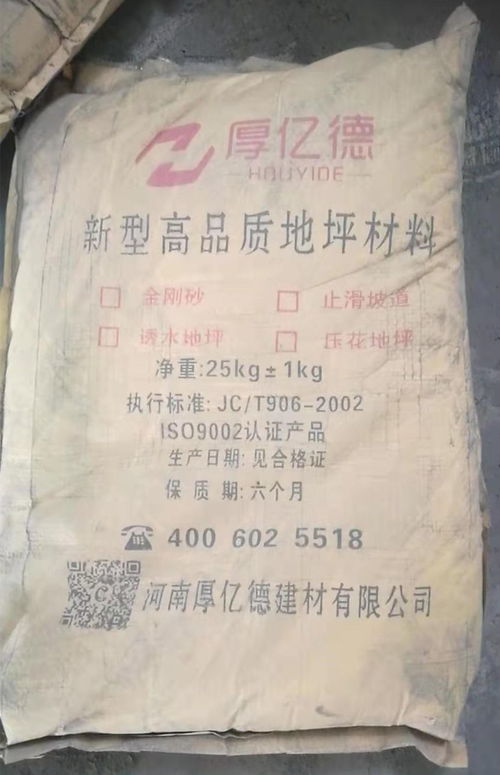 厚亿德
HOUYIDE
新型高品质地坪材料
金刚砂 止滑坡道
透水地坪 压花地坪
净重:25kg±1kg
执行标准: JC/T906-2002
ISO9002认证产品
生产日期: 见合格证
保 质 期: 六个月
400 602 5518
河南厚亿德建材有限公司